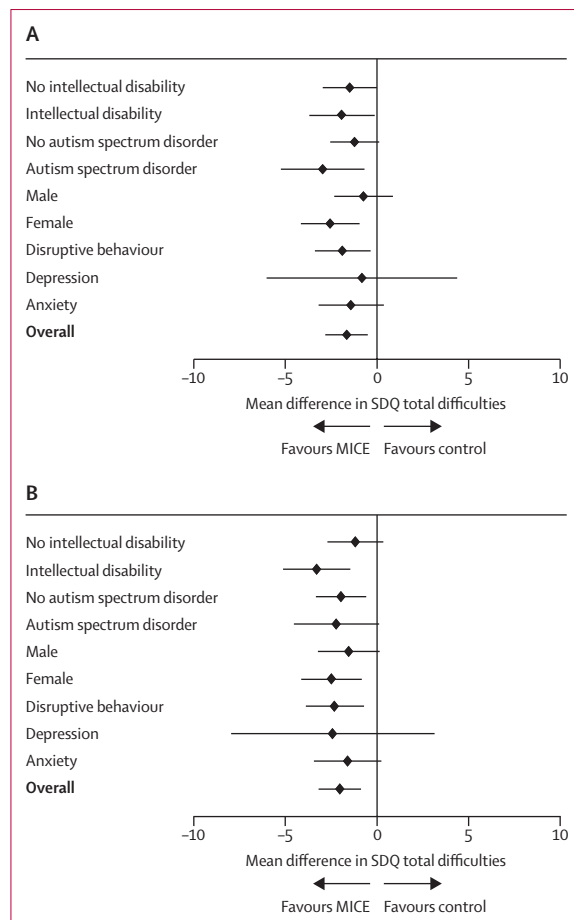 A
No intellectual disability
Intellectual disability
No autism spectrum disorder
Autism spectrum disorder
Male
Female
Disruptive behaviour
Depression
Anxiety
Overall
–10 –5 0 5 10
Mean difference in SDQ total difficulties
Favours MICE Favours control
B
No intellectual disability
Intellectual disability
No autism spectrum disorder
Autism spectrum disorder
Male
Female
Disruptive behaviour
Depression
Anxiety
Overall
–10 –5 0 5 10
Mean difference in SDQ total difficulties
Favours MICE Favours control